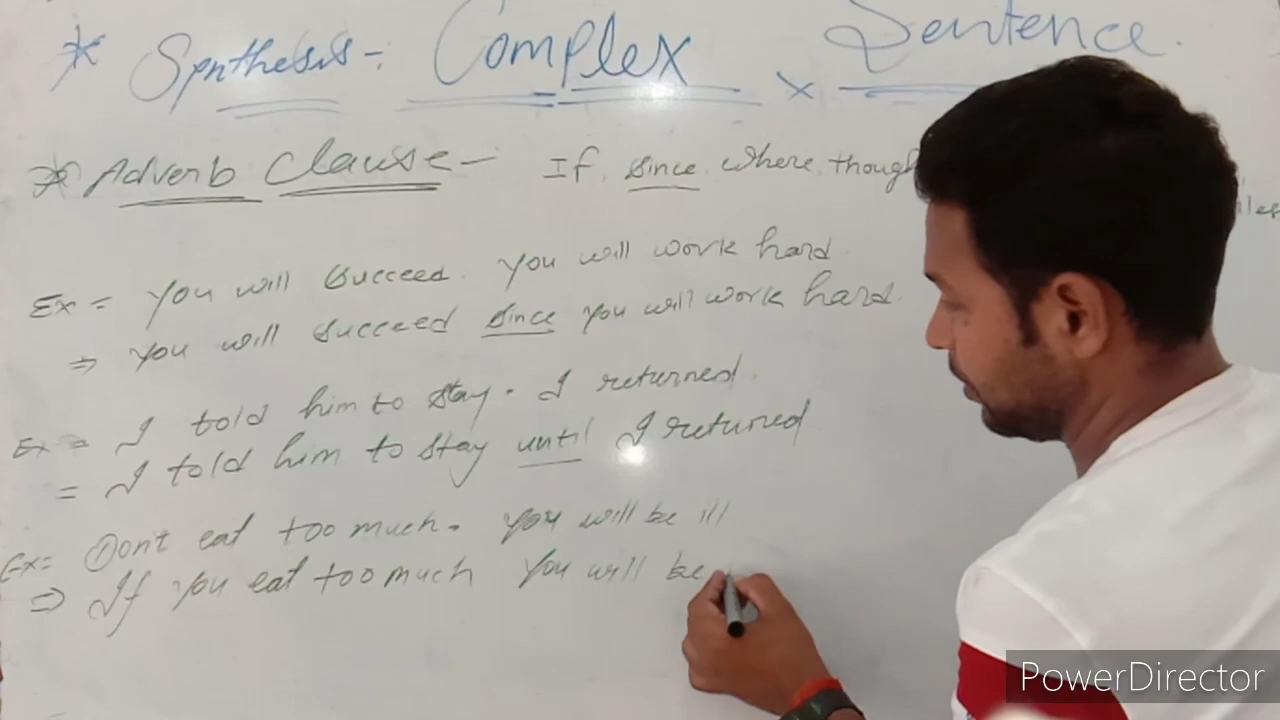 * Synthesis -: Complex x Sentence.
* Adverb Clause - If, since, where, though
Ex = You will succeed. You will work hard.
⇒ You will succeed since you will work hard.
Ex = I told him to stay. I returned.
= I told him to stay until I returned
Ex = Don't eat too much. You will be ill
⇒ If you eat too much you will be
PowerDirector